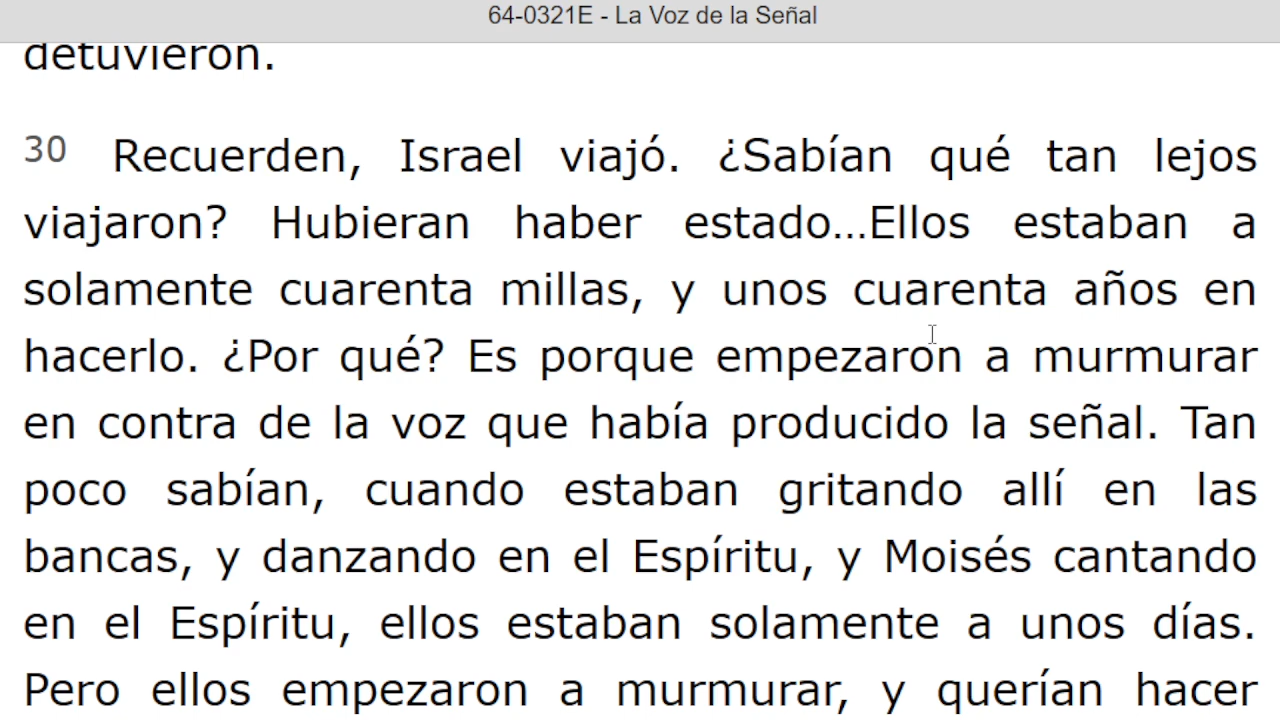 64-0321E - La Voz de la Señal
detuvieron.
30 Recuerden, Israel viajó. ¿Sabían qué tan lejos
viajaron? Hubieran haber estado...Ellos estaban a
solamente cuarenta millas, y unos cuarenta años en
hacerlo. ¿Por qué? Es porque empezaron a murmurar
en contra de la voz que había producido la señal. Tan
poco sabían, cuando estaban gritando allí en las
bancas, y danzando en el Espíritu, y Moisés cantando
en el Espíritu, ellos estaban solamente a unos días.
Pero ellos empezaron a murmurar, y querían hacer